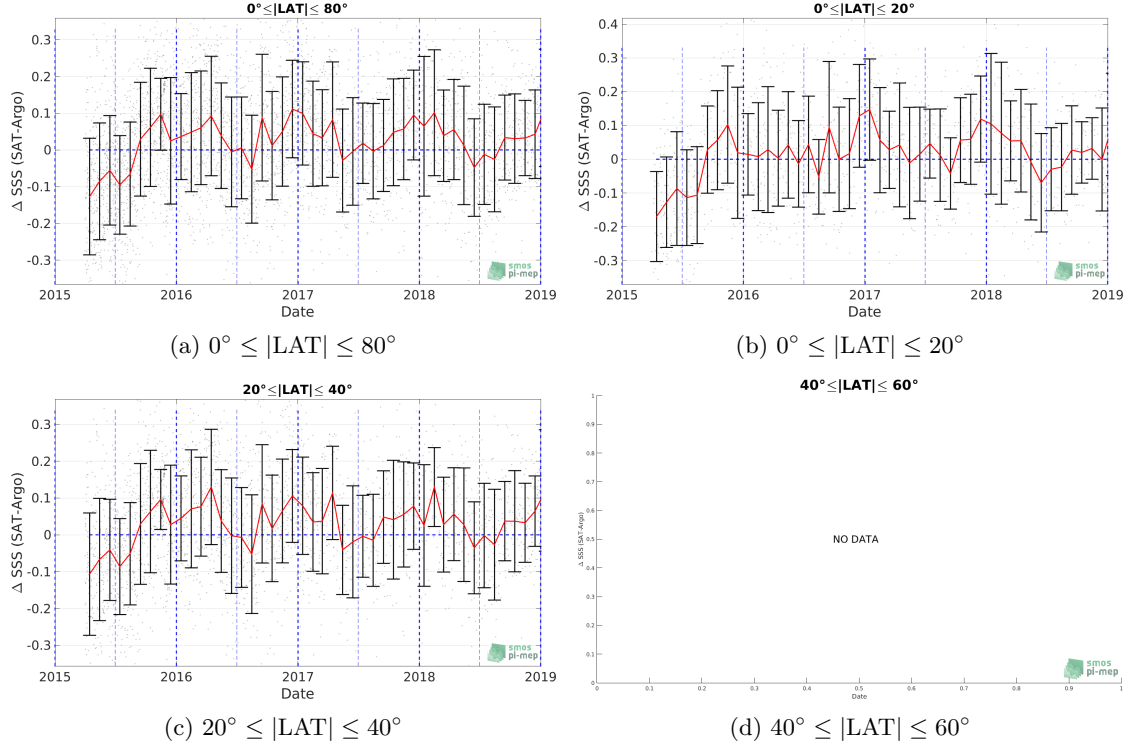 0°≤|LAT|≤ 80°
0.3
0.2
0.1
0
-0.1
-0.2
-0.3
Δ SSS (SAT-Argo)
2015 2016 2017 2018 2019
Date
smos
pi-mep
(a) 0° ≤ |LAT| ≤ 80°
0°≤|LAT|≤ 20°
0.4
0.3
0.2
0.1
0
-0.1
-0.2
-0.3
Δ SSS (SAT-Argo)
2015 2016 2017 2018 2019
Date
smos
pi-mep
(b) 0° ≤ |LAT| ≤ 20°
20°≤|LAT|≤ 40°
0.3
0.2
0.1
0
-0.1
-0.2
-0.3
Δ SSS (SAT-Argo)
2015 2016 2017 2018 2019
Date
smos
pi-mep
(c) 20° ≤ |LAT| ≤ 40°
40°≤|LAT|≤ 60°
1
0.9
0.8
0.7
0.6
0.5
0.4
0.3
0.2
0.1
0
Δ SSS (SAT-Argo)
NO DATA
0 0.1 0.2 0.3 0.4 0.5 0.6 0.7 0.8 0.9 1
Date
smos
pi-mep
(d) 40° ≤ |LAT| ≤ 60°